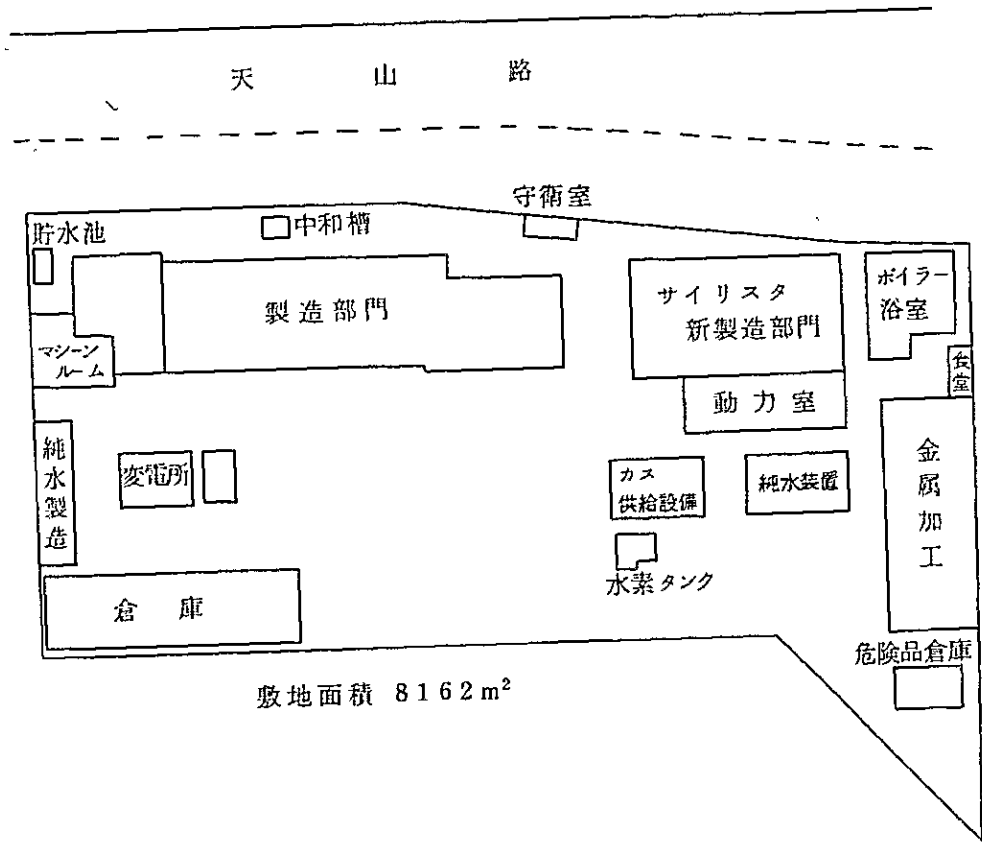 天山路
守衛室
中和槽
貯水池
製造部門
サイリスタ
新製造部門
ボイラー
浴室
マシーン
ルーム
食堂
動力室
純水製造
変電所
カス
供給設備
純水装置
金属加工
水素タンク
倉庫
危険品倉庫
敷地面積 8162m²